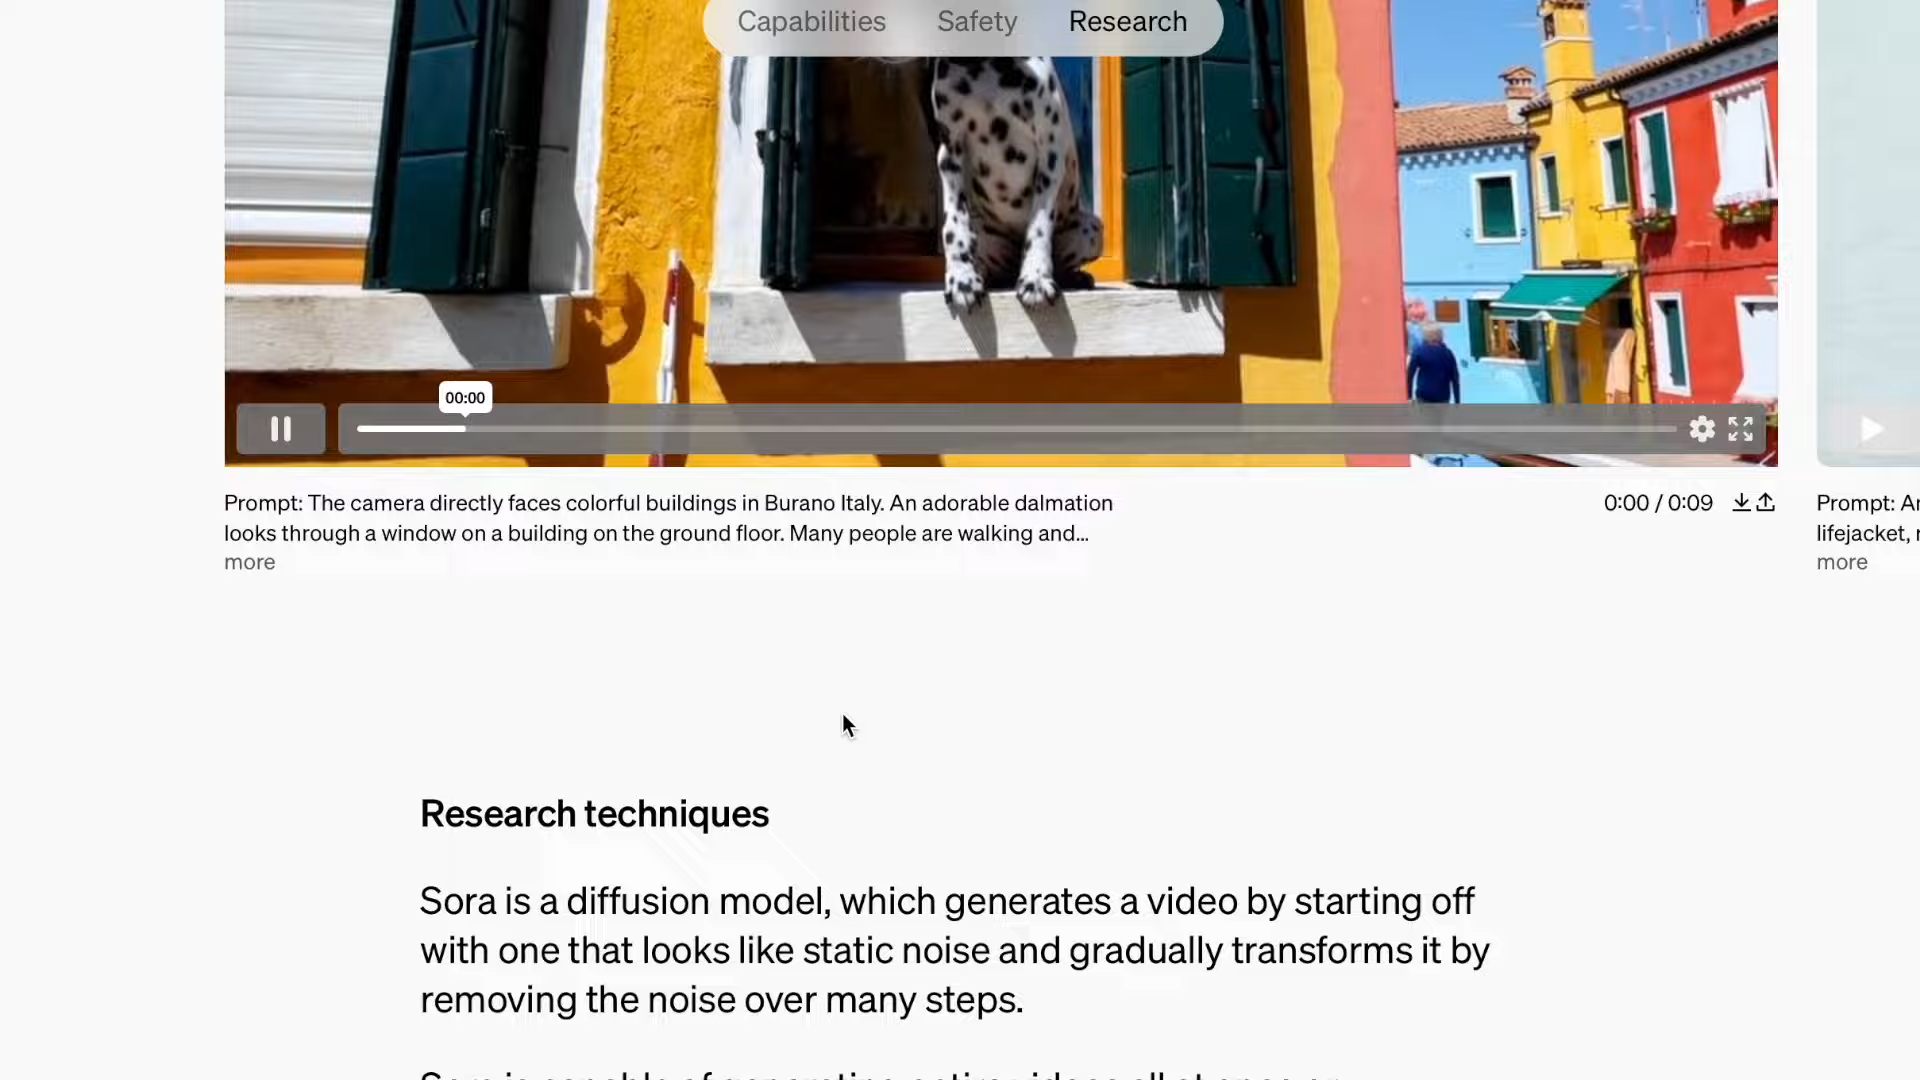 Capabilities Safety Research
00:00
Prompt: The camera directly faces colorful buildings in Burano Italy. An adorable dalmation
looks through a window on a building on the ground floor. Many people are walking and...
more
0:00 / 0:09
Prompt: 
lifejacket,
more
Research techniques
Sora is a diffusion model, which generates a video by starting off
with one that looks like static noise and gradually transforms it by
removing the noise over many steps.